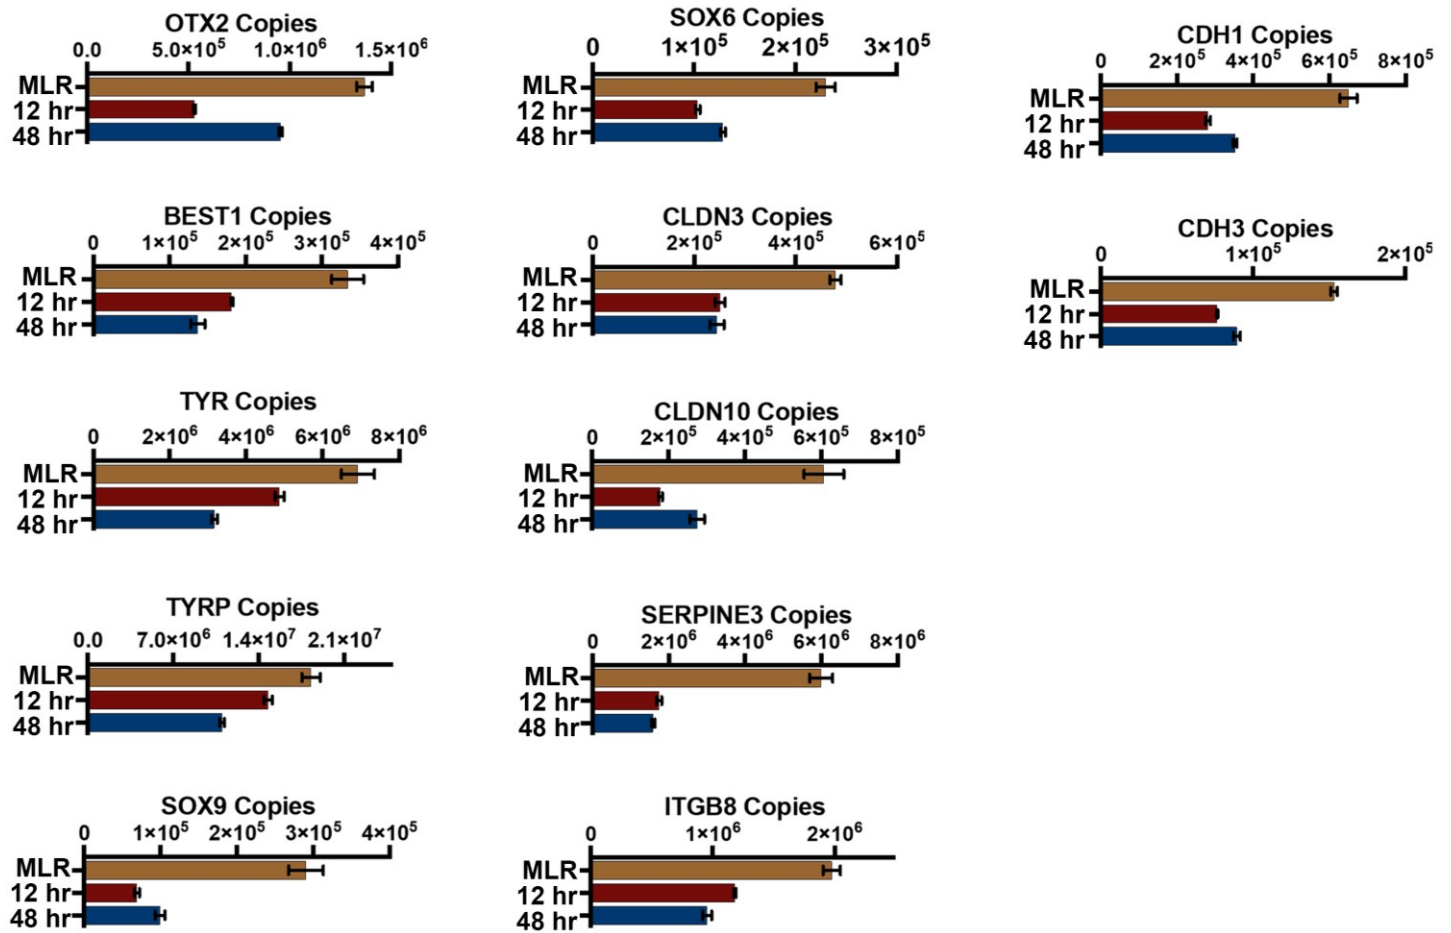 OTX2 Copies
0.0 5.0×10⁵ 1.0×10⁶ 1.5×10⁶
MLR
12 hr
48 hr
BEST1 Copies
0 1×10⁵ 2×10⁵ 3×10⁵ 4×10⁵
MLR
12 hr
48 hr
TYR Copies
0 2×10⁶ 4×10⁶ 6×10⁶ 8×10⁶
MLR
12 hr
48 hr
TYRP Copies
0.0 7.0×10⁶ 1.4×10⁷ 2.1×10⁷
MLR
12 hr
48 hr
SOX9 Copies
0 1×10⁵ 2×10⁵ 3×10⁵ 4×10⁵
MLR
12 hr
48 hr
SOX6 Copies
0 1×10⁵ 2×10⁵ 3×10⁵
MLR
12 hr
48 hr
CLDN3 Copies
0 2×10⁵ 4×10⁵ 6×10⁵
MLR
12 hr
48 hr
CLDN10 Copies
0 2×10⁵ 4×10⁵ 6×10⁵ 8×10⁵
MLR
12 hr
48 hr
SERPINE3 Copies
0 2×10⁶ 4×10⁶ 6×10⁶ 8×10⁶
MLR
12 hr
48 hr
ITGB8 Copies
0 1×10⁶ 2×10⁶
MLR
12 hr
48 hr
CDH1 Copies
0 2×10⁵ 4×10⁵ 6×10⁵ 8×10⁵
MLR
12 hr
48 hr
CDH3 Copies
0 1×10⁵ 2×10⁵
MLR
12 hr
48 hr